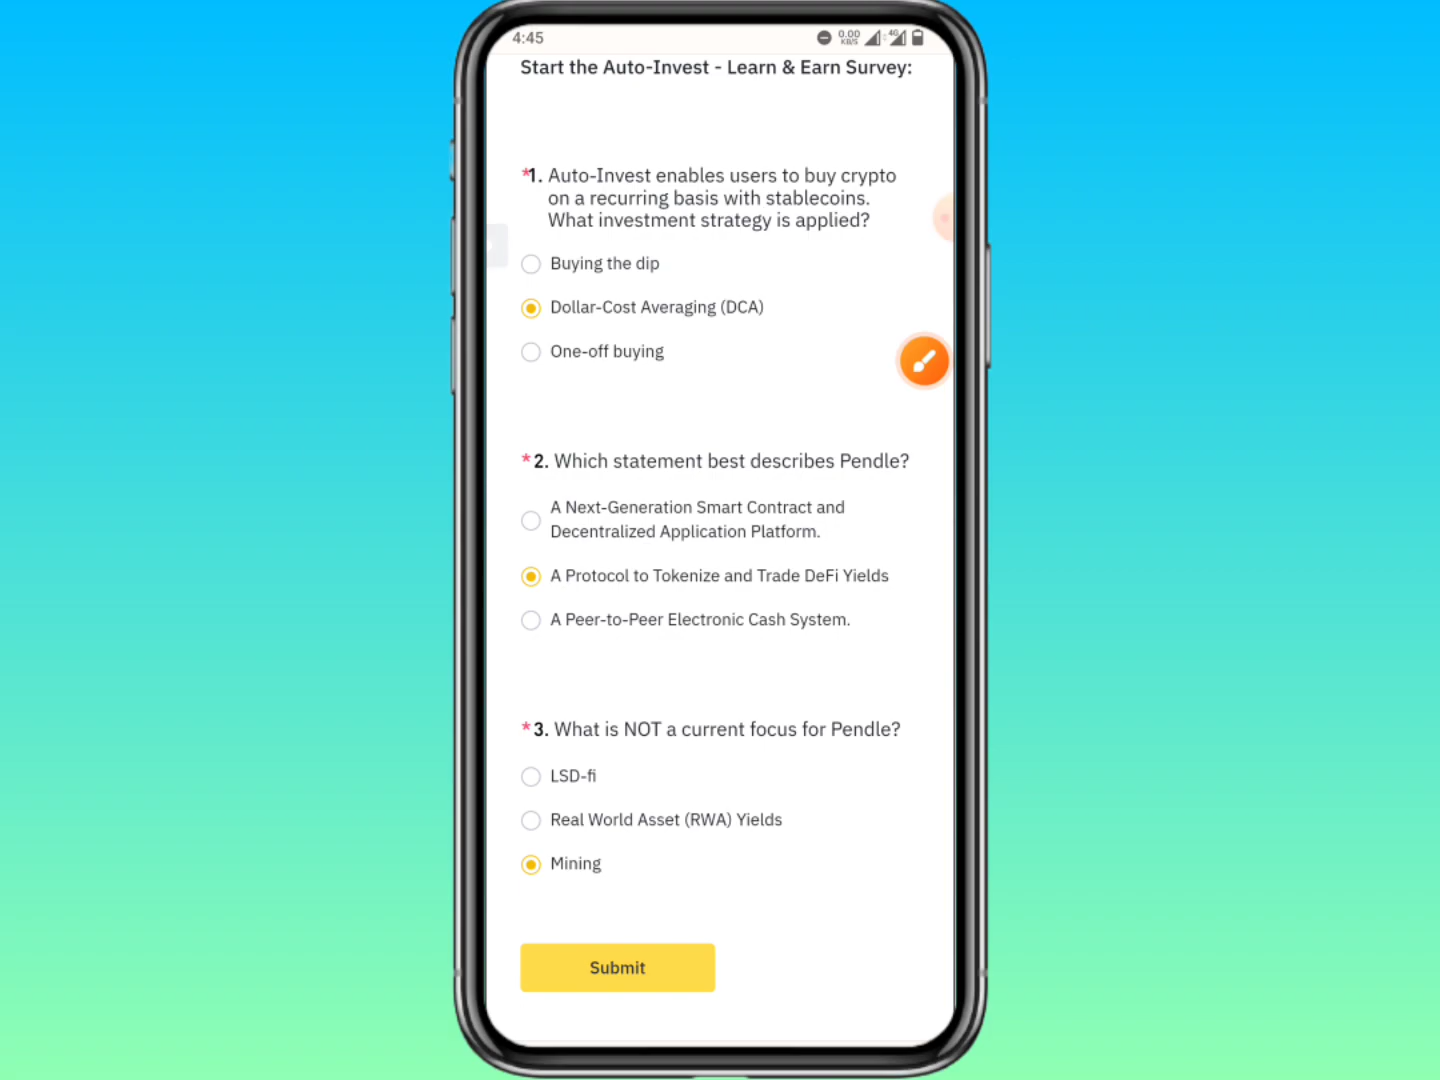 4:45
0.00
KB/S
4G
Start the Auto-Invest - Learn & Earn Survey:
*1. Auto-Invest enables users to buy crypto
on a recurring basis with stablecoins.
What investment strategy is applied?
Buying the dip
Dollar-Cost Averaging (DCA)
One-off buying
*2. Which statement best describes Pendle?
A Next-Generation Smart Contract and
Decentralized Application Platform.
A Protocol to Tokenize and Trade DeFi Yields
A Peer-to-Peer Electronic Cash System.
*3. What is NOT a current focus for Pendle?
LSD-fi
Real World Asset (RWA) Yields
Mining
Submit